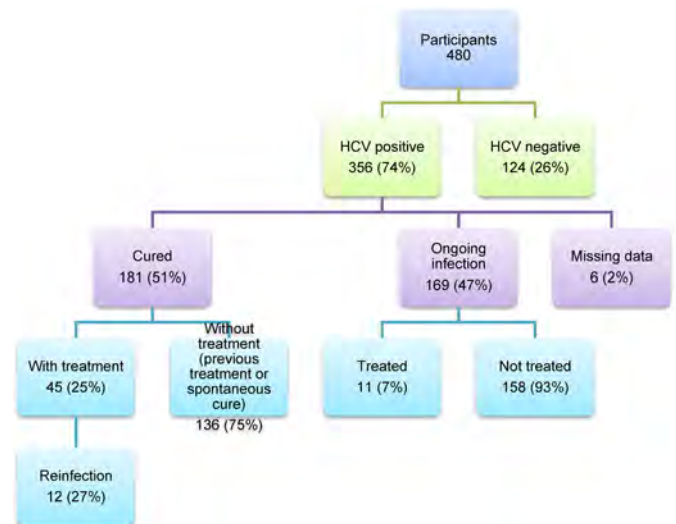 Participants
480
HCV positive
356 (74%)
HCV negative
124 (26%)
Cured
181 (51%)
Ongoing
infection
169 (47%)
Missing data
6 (2%)
With treatment
45 (25%)
Without
treatment
(previous
treatment or
spontaneous
cure)
136 (75%)
Treated
11 (7%)
Not treated
158 (93%)
Reinfection
12 (27%)